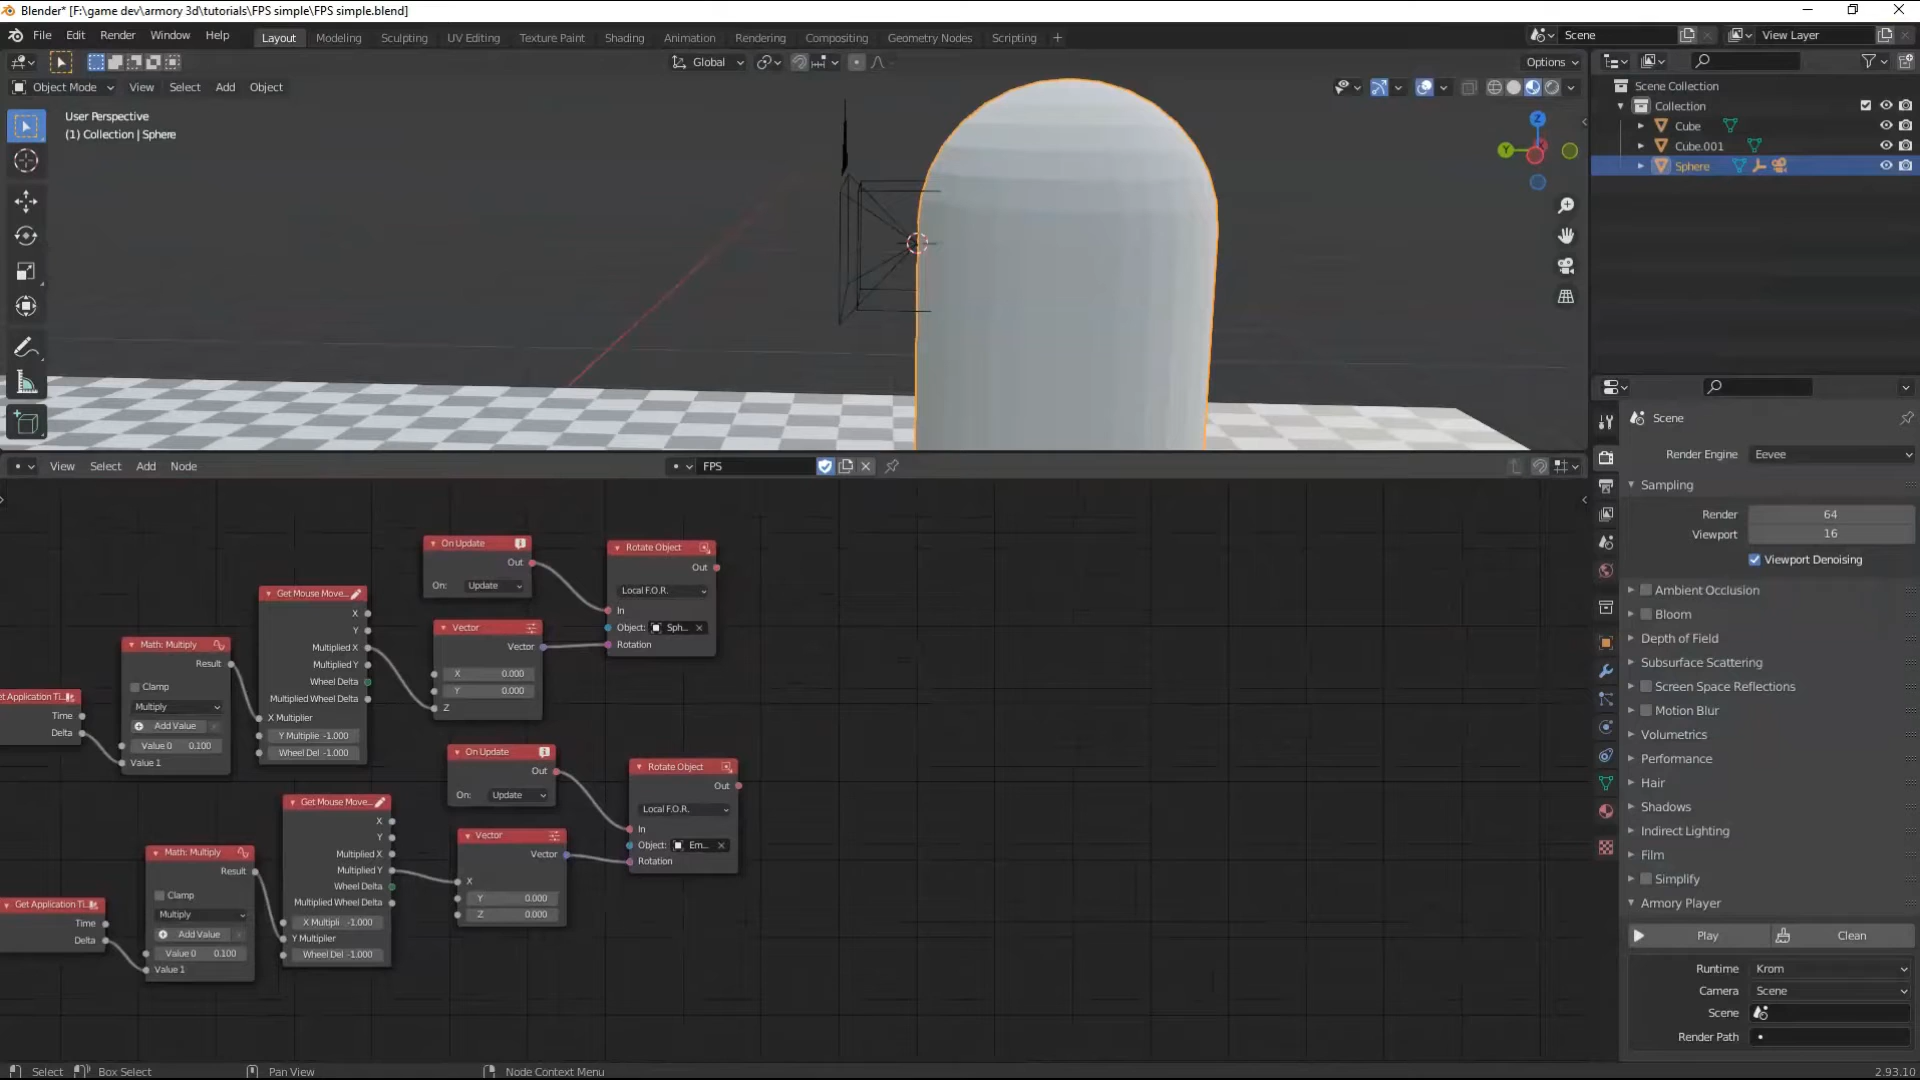 Blender* [F:\game dev\armory 3d\tutorials\FPS simple\FPS simple.blend]
File Edit Render Window Help Layout Modeling Sculpting UV Editing Texture Paint Shading Animation Rendering Compositing Geometry Nodes Scripting + Scene View Layer
Global Options
Object Mode View Select Add Object
User Perspective
(1) Collection | Sphere
Z
Y
Scene Collection
Collection
Cube
Cube.001
Sphere
View Select Add Node FPS
On Update
Out
On: Update
Rotate Object
Out
Local F.O.R.
In
Object: Sph...
Rotation
Get Mouse Move...
X
Y
Multiplied X
Multiplied Y
Wheel Delta
Multiplied Wheel Delta
X Multiplier
Y Multiplie -1.000
Wheel Del -1.000
Vector
Vector
X 0.000
Y 0.000
Z
Math: Multiply
Result
Clamp
Multiply
Add Value
Value 0 0.100
Value 1
et Application Ti...
Time
Delta
On Update
Out
On: Update
Rotate Object
Out
Local F.O.R.
In
Object: Em...
Rotation
Get Mouse Move...
X
Y
Multiplied X
Multiplied Y
Wheel Delta
Multiplied Wheel Delta
X Multipli -1.000
Y Multiplier
Wheel Del -1.000
Vector
Vector
X
Y 0.000
Z 0.000
Math: Multiply
Result
Clamp
Multiply
Add Value
Value 0 0.100
Value 1
Get Application Ti...
Time
Delta
Scene
Render Engine Eevee
Sampling
Render 64
Viewport 16
Viewport Denoising
Ambient Occlusion
Bloom
Depth of Field
Subsurface Scattering
Screen Space Reflections
Motion Blur
Volumetrics
Performance
Hair
Shadows
Indirect Lighting
Film
Simplify
Armory Player
Play Clean
Runtime Krom
Camera Scene
Scene
Render Path
Select Box Select Pan View Node Context Menu 2.93.10